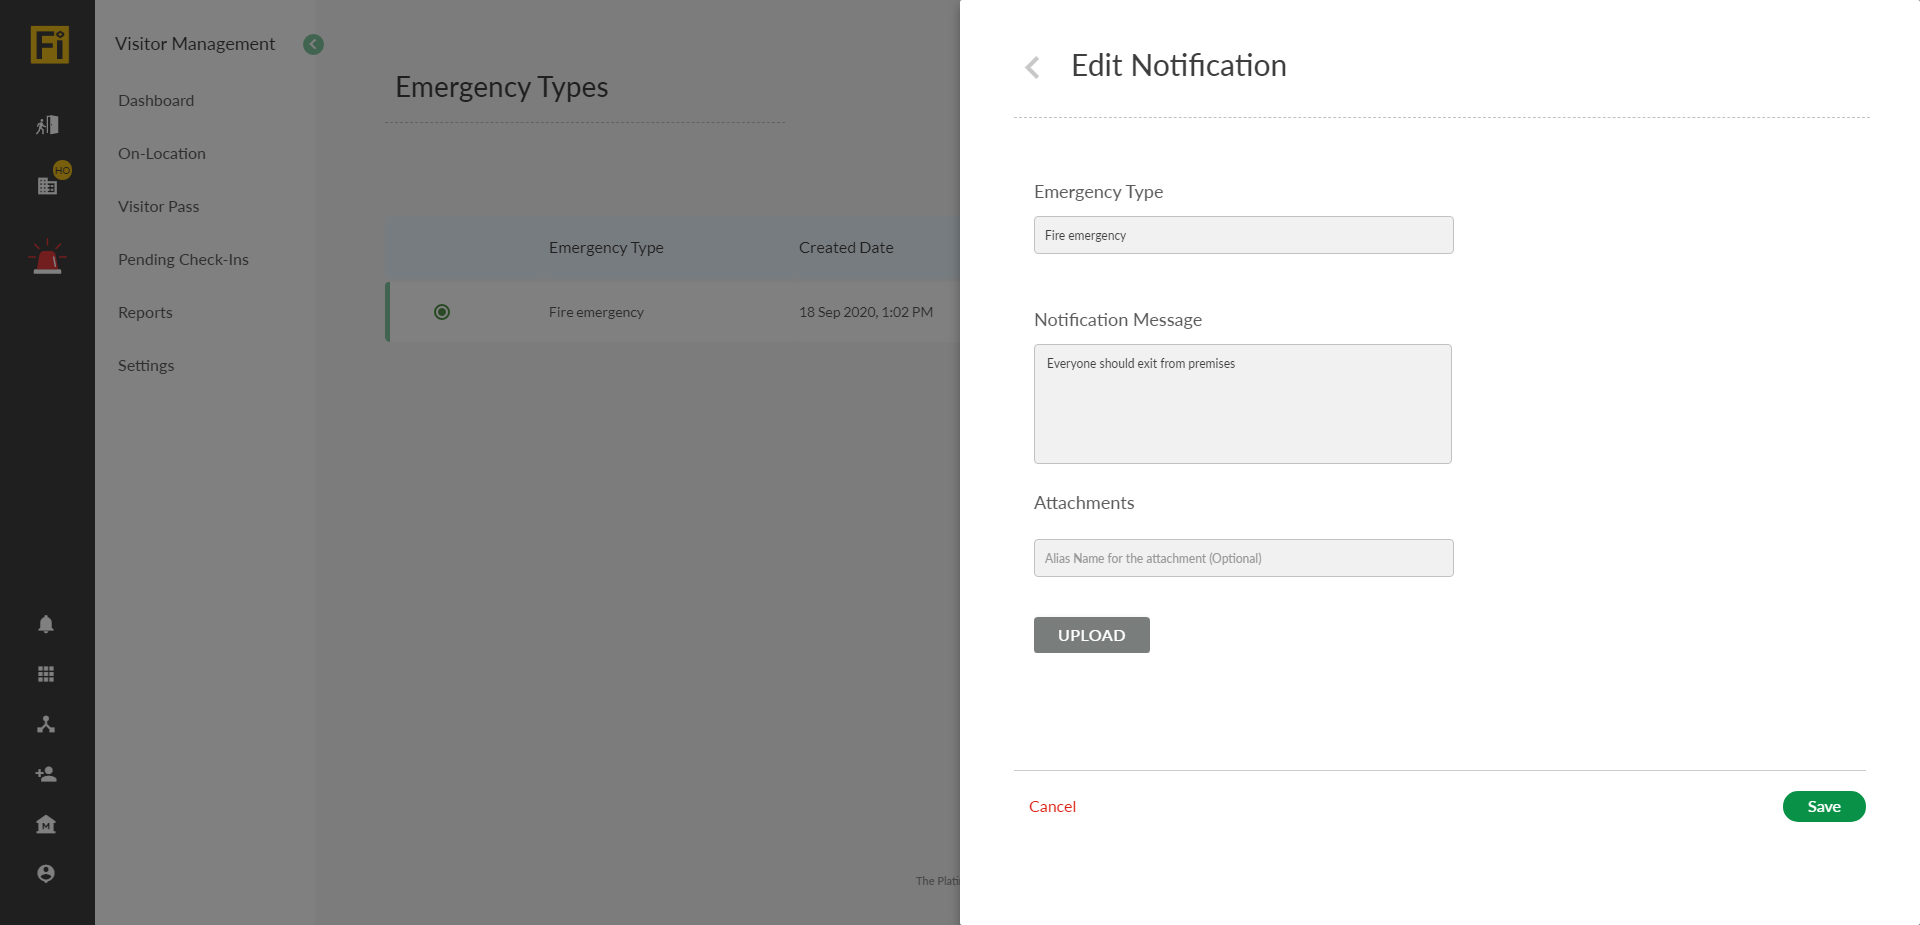 Fi
HO
Visitor Management
Dashboard
On-Location
Visitor Pass
Pending Check-Ins
Reports
Settings
Emergency Types
Emergency Type Created Date
Fire emergency 18 Sep 2020, 1:02 PM
The
Edit Notification
Emergency Type
Fire emergency
Notification Message
Everyone should exit from premises
Attachments
Alias Name for the attachment (Optional)
UPLOAD
Cancel
Save